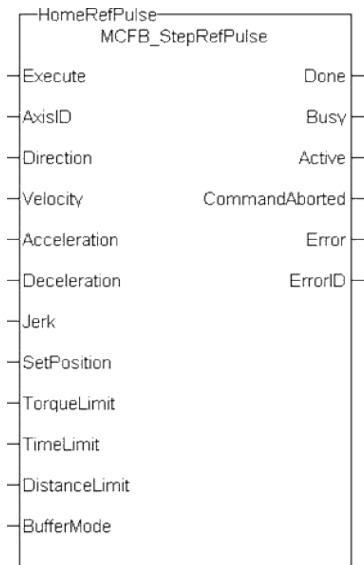 HomeRefPulse
MCFB_StepRefPulse
Execute Done
AxisID Busy
Direction Active
Velocity CommandAborted
Acceleration Error
Deceleration ErrorID
Jerk
SetPosition
TorqueLimit
TimeLimit
DistanceLimit
BufferMode